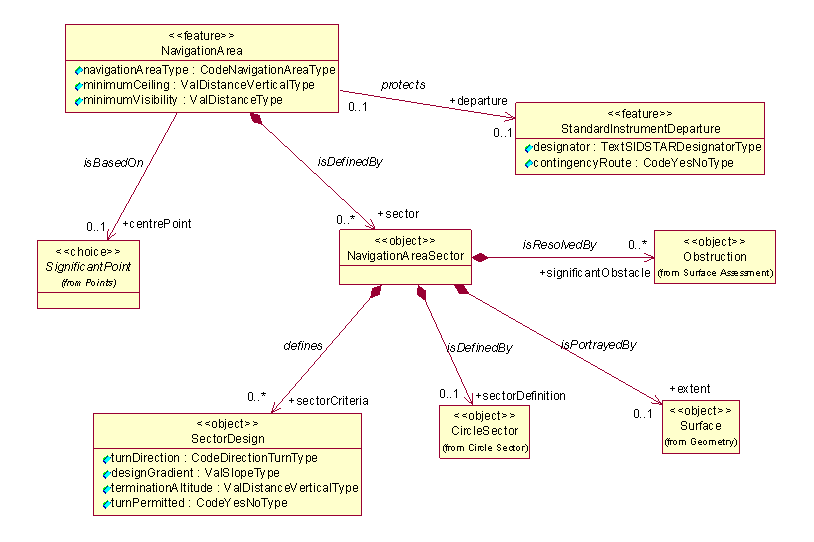 <<feature>>
NavigationArea
navigationAreaType : CodeNavigationAreaType
minimumCeiling : ValDistanceVerticalType
minimumVisibility : ValDistanceType
protects
0..1
+departure
0..1
<<feature>>
StandardInstrumentDeparture
designator : TextSIDSTARDesignatorType
contingencyRoute : CodeYesNoType
isBasedOn
isDefinedBy
0..1
+centrePoint
0..*
+sector
<<choice>>
SignificantPoint
(from Points)
<<object>>
NavigationAreaSector
isResolvedBy
0..*
+significantObstacle
<<object>>
Obstruction
(from Surface Assessment)
defines
isDefinedBy
isPortrayedBy
0..*
+sectorCriteria
0..1
+sectorDefinition
+extent
0..1
<<object>>
SectorDesign
turnDirection : CodeDirectionTurnType
designGradient : ValSlopeType
terminationAltitude : ValDistanceVerticalType
turnPermitted : CodeYesNoType
<<object>>
CircleSector
(from Circle Sector)
<<object>>
Surface
(from Geometry)